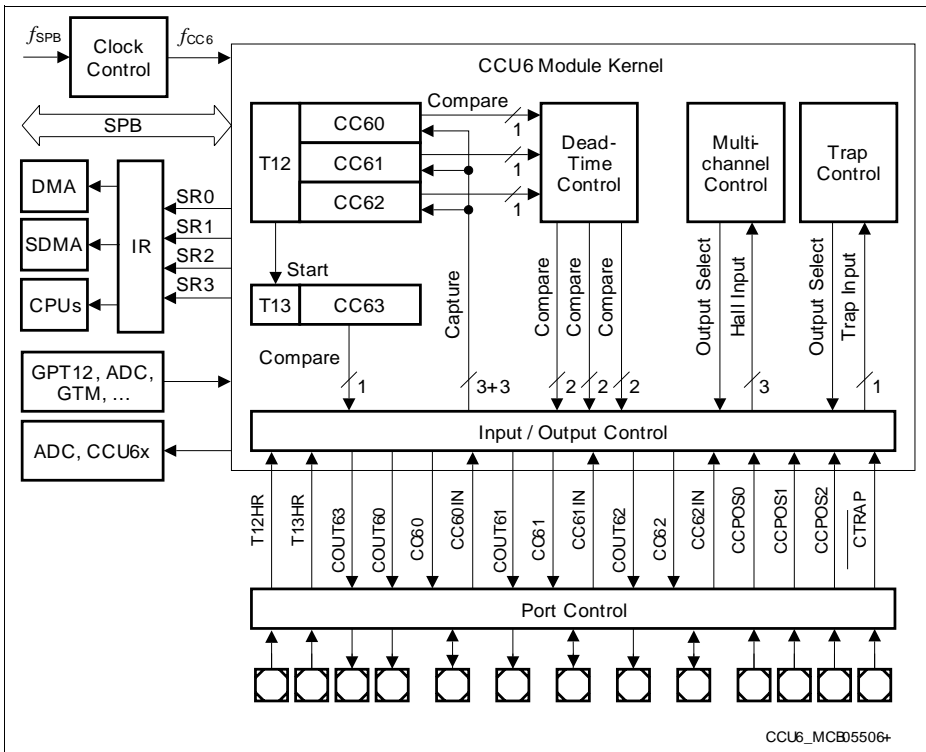 fSPB
Clock
Control
fCC6
SPB
CCU6 Module Kernel
DMA
SDMA
CPUs
IR
SR0
SR1
SR2
SR3
GPT12, ADC,
GTM, ...
ADC, CCU6x
T12
CC60
CC61
CC62
Compare
1
1
1
Dead-
Time
Control
Multi-
channel
Control
Trap
Control
Start
T13
CC63
Compare
1
Capture
3+3
Compare
Compare
Compare
2
2
2
Output Select
Hall Input
3
Output Select
Trap Input
1
Input / Output Control
T12HR
T13HR
COUT63
COUT60
CC60
CC60IN
COUT61
CC61
CC61IN
COUT62
CC62
CC62IN
CCPOS0
CCPOS1
CCPOS2
CTRAP
Port Control
CCU6_MCB05506+